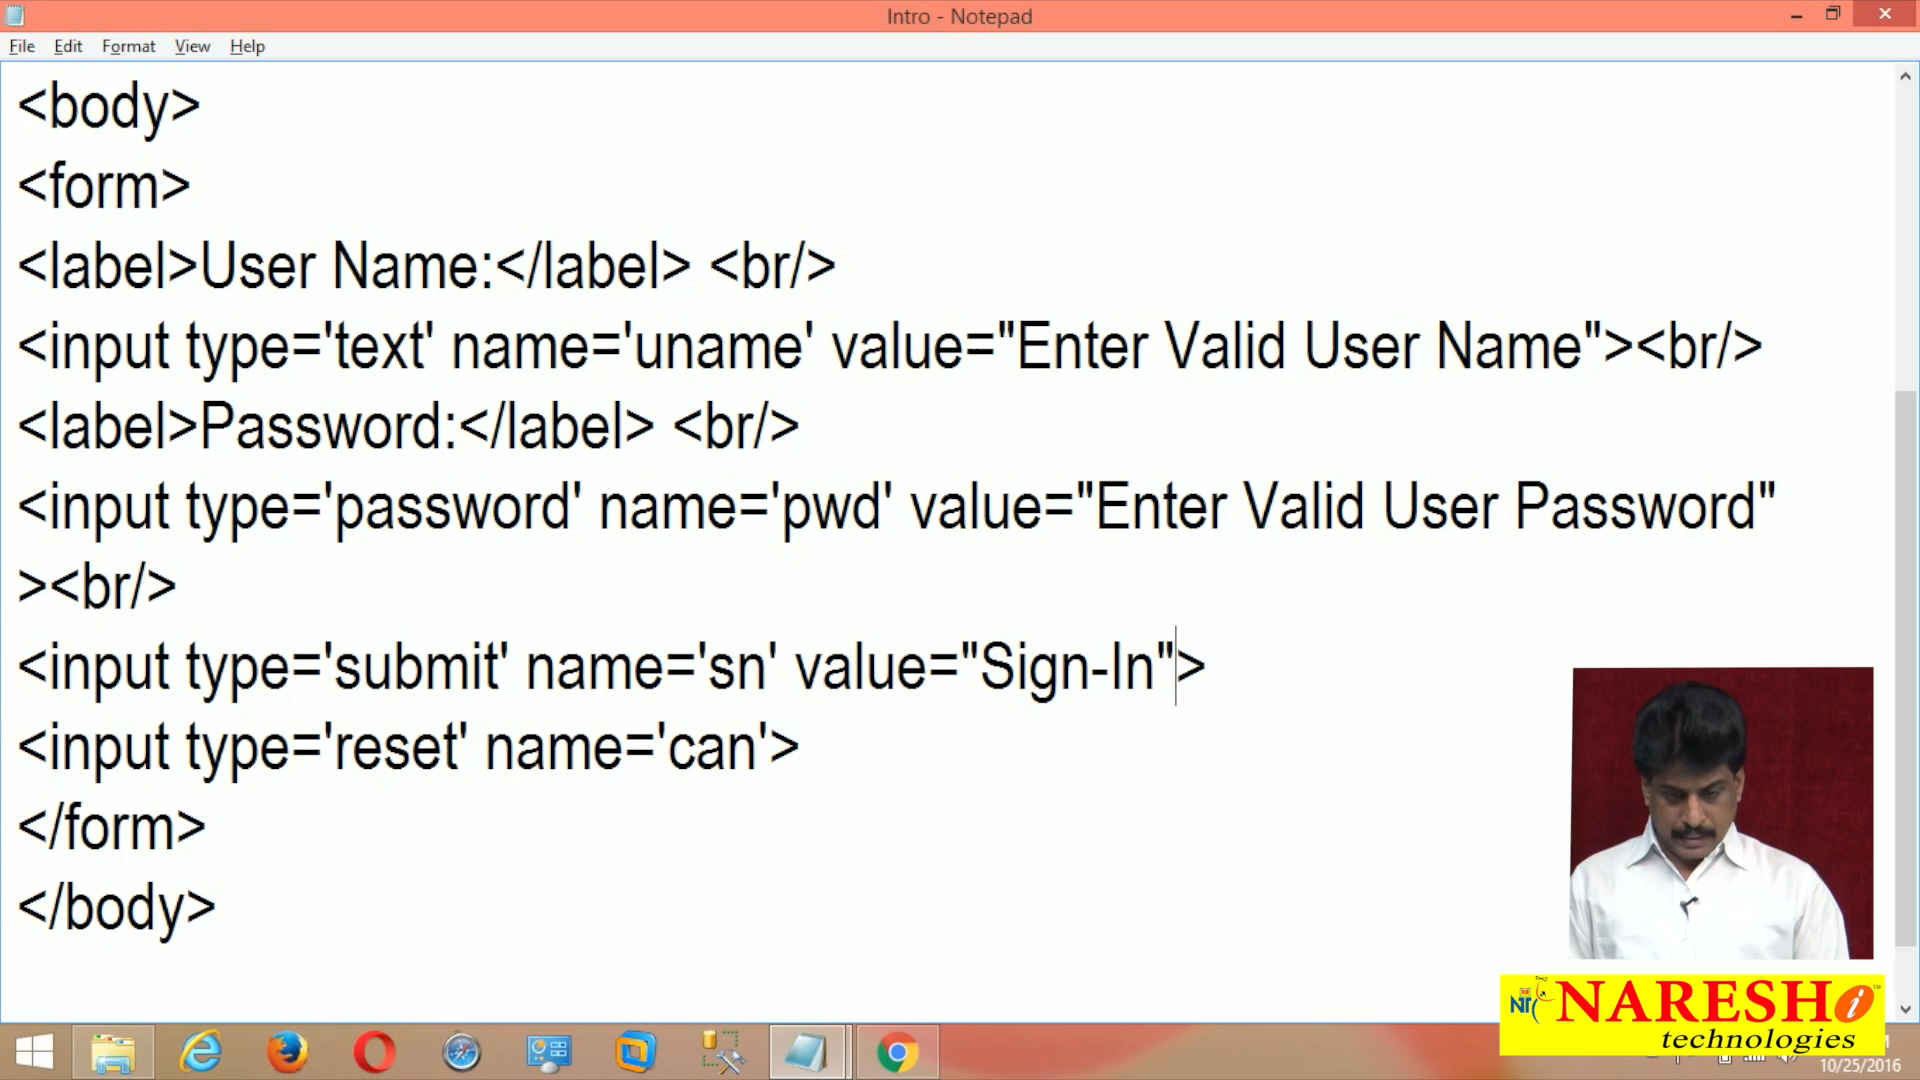 Intro - Notepad
File Edit Format View Help
<body>
<form>
<label>User Name:</label> <br/>
<input type='text' name='uname' value="Enter Valid User Name"><br/>
<label>Password:</label> <br/>
<input type='password' name='pwd' value="Enter Valid User Password"
><br/>
<input type='submit' name='sn' value="Sign-In">
<input type='reset' name='can'>
</form>
</body>
NARESH i
technologies
10/25/2016